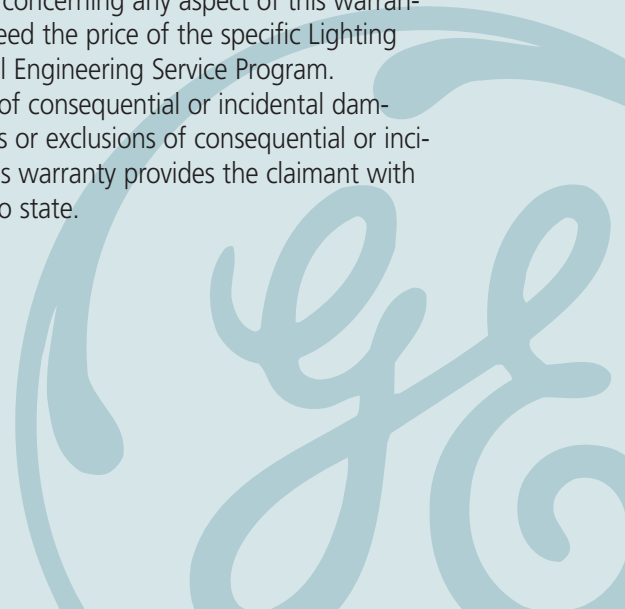 concerning any aspect of this warran-
eed the price of the specific Lighting
l Engineering Service Program.
of consequential or incidental dam-
s or exclusions of consequential or inci-
s warranty provides the claimant with
o state.
GE